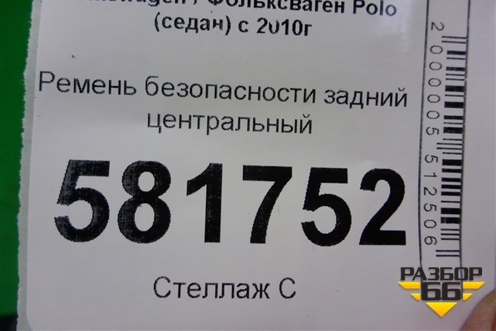 Фольксваген Polo
(седан) с 2010г
Ремень безопасности задний
центральный
581752
Стеллаж С
2000005512506
РАЗБОР
66